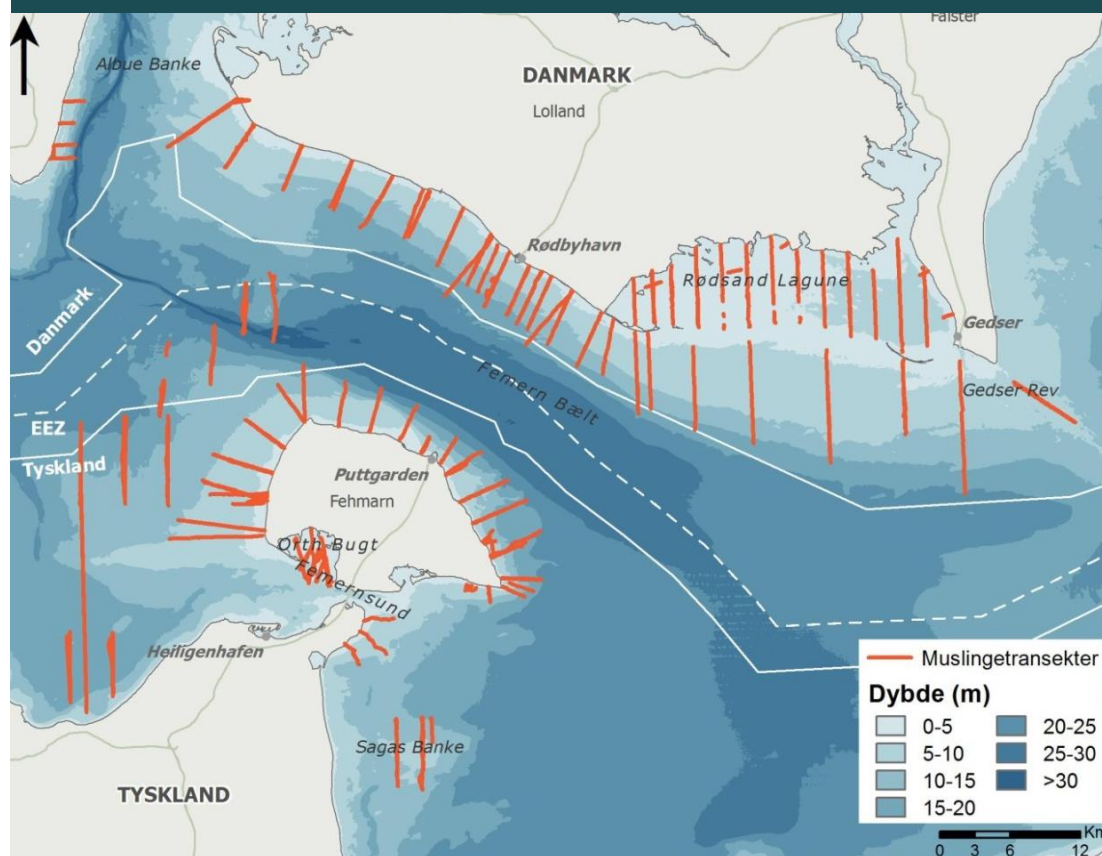 Falster
Albue Banke
DANMARK
Lolland
Rødbyhavn
Rødsand Lagune
Danmark
Gedser
Femern Bælt
Gedser Rev
EEZ
Tyskland
Puttgarden
Fehmarn
Orth Bugt
Femernsund
Heiligenhafen
Sagas Banke
TYSKLAND
Muslingetransekter
Dybde (m)
0-5
5-10
10-15
15-20
20-25
25-30
>30
Km
0 3 6 12